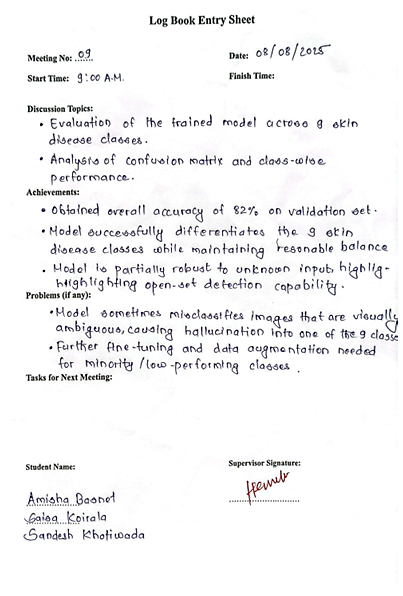 Log Book Entry Sheet
Meeting No: 09
Date: 08/08/2025
Start Time: 9:00 A.M.
Finish Time:
Discussion Topics:
• Evaluation of the trained model across 9 skin
disease classes.
• Analysis of confusion matrix and class-wise
performance.
Achievements:
• Obtained overall accuracy of 82% on validation set.
• Model successfully differentiates the 9 skin
disease classes while maintaining resonable balance
• Model is partially robust to unknown input, highlig-
highlighting open-set detection capability.
Problems (if any):
• Model sometimes misclassifies images that are visually
ambiguous, causing hallucination into one of the 9 classe
• Further fine-tuning and data augmentation needed
for minority/low-performing classes.
Tasks for Next Meeting:
Student Name:
Supervisor Signature:
Amisha Basnet
Saisa Koirala
Sandesh Khatiwada